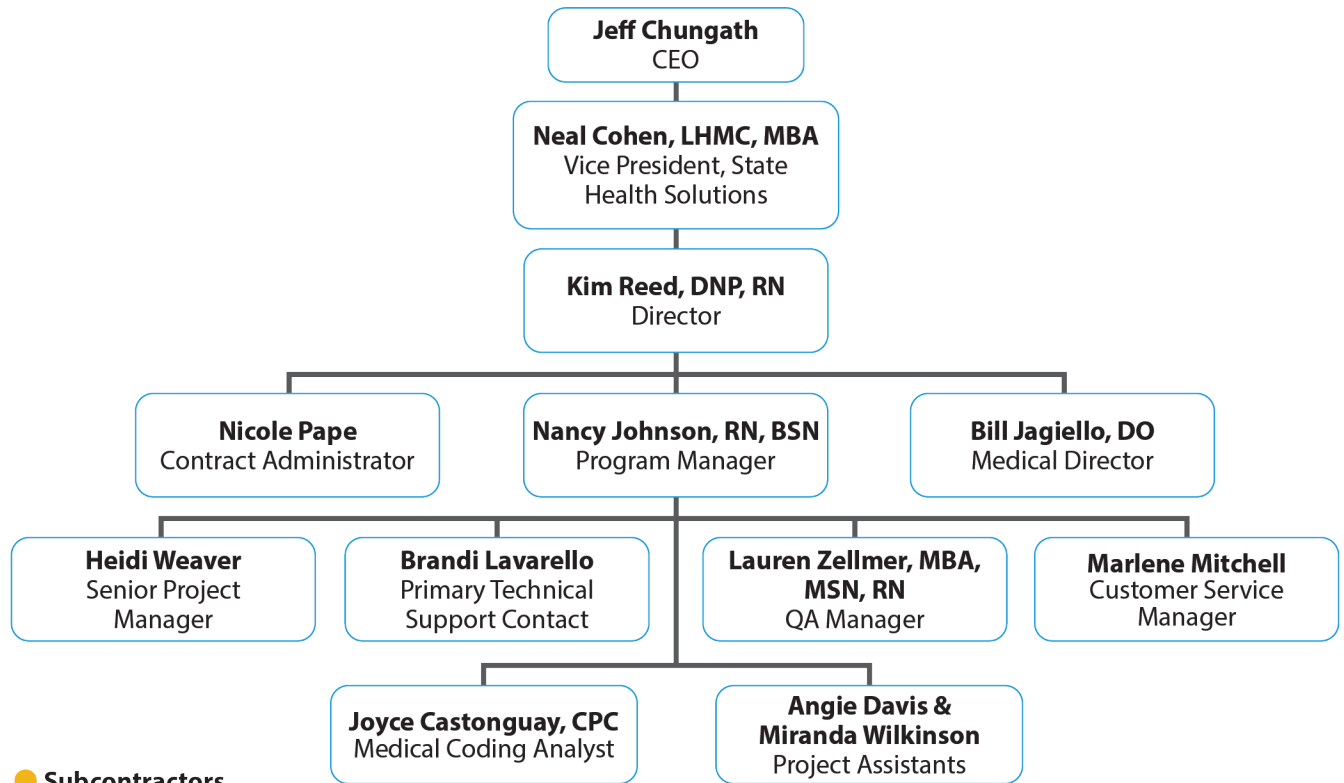 Jeff Chungath
CEO
Neal Cohen, LHMC, MBA
Vice President, State
Health Solutions
Kim Reed, DNP, RN
Director
Nicole Pape
Contract Administrator
Nancy Johnson, RN, BSN
Program Manager
Bill Jagiello, DO
Medical Director
Heidi Weaver
Senior Project
Manager
Brandi Lavarello
Primary Technical
Support Contact
Lauren Zellmer, MBA,
MSN, RN
QA Manager
Marlene Mitchell
Customer Service
Manager
Joyce Castonguay, CPC
Medical Coding Analyst
Angie Davis &
Miranda Wilkinson
Project Assistants
Subcontractors